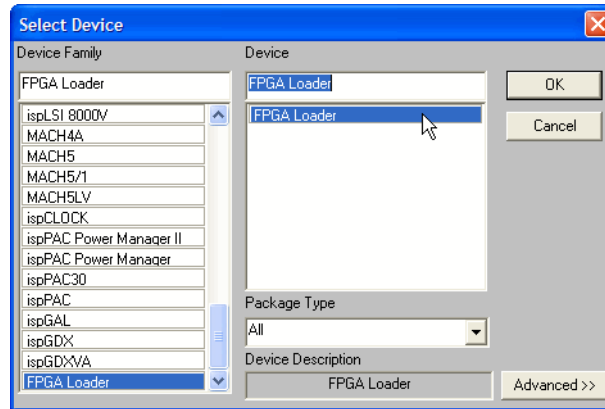 Select Device
Device Family
Device
FPGA Loader
FPGA Loader
OK
Cancel
ispLSI 8000V
MACH4A
MACH5
MACH5/1
MACH5LV
ispCLOCK
ispPAC Power Manager II
ispPAC Power Manager
ispPAC30
ispPAC
ispGAL
ispGDX
ispGDXVA
FPGA Loader
FPGA Loader
Package Type
All
Device Description
FPGA Loader
Advanced >>